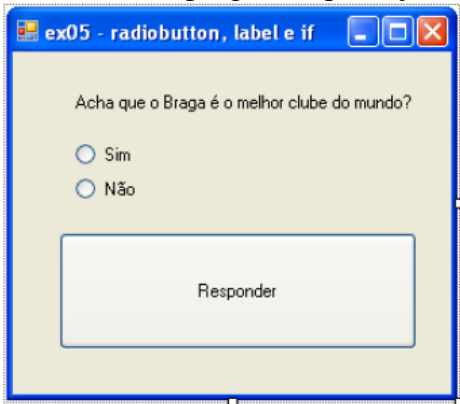 ex05 - radiobutton, label e if
Acha que o Braga é o melhor clube do mundo?
Sim
Não
Responder